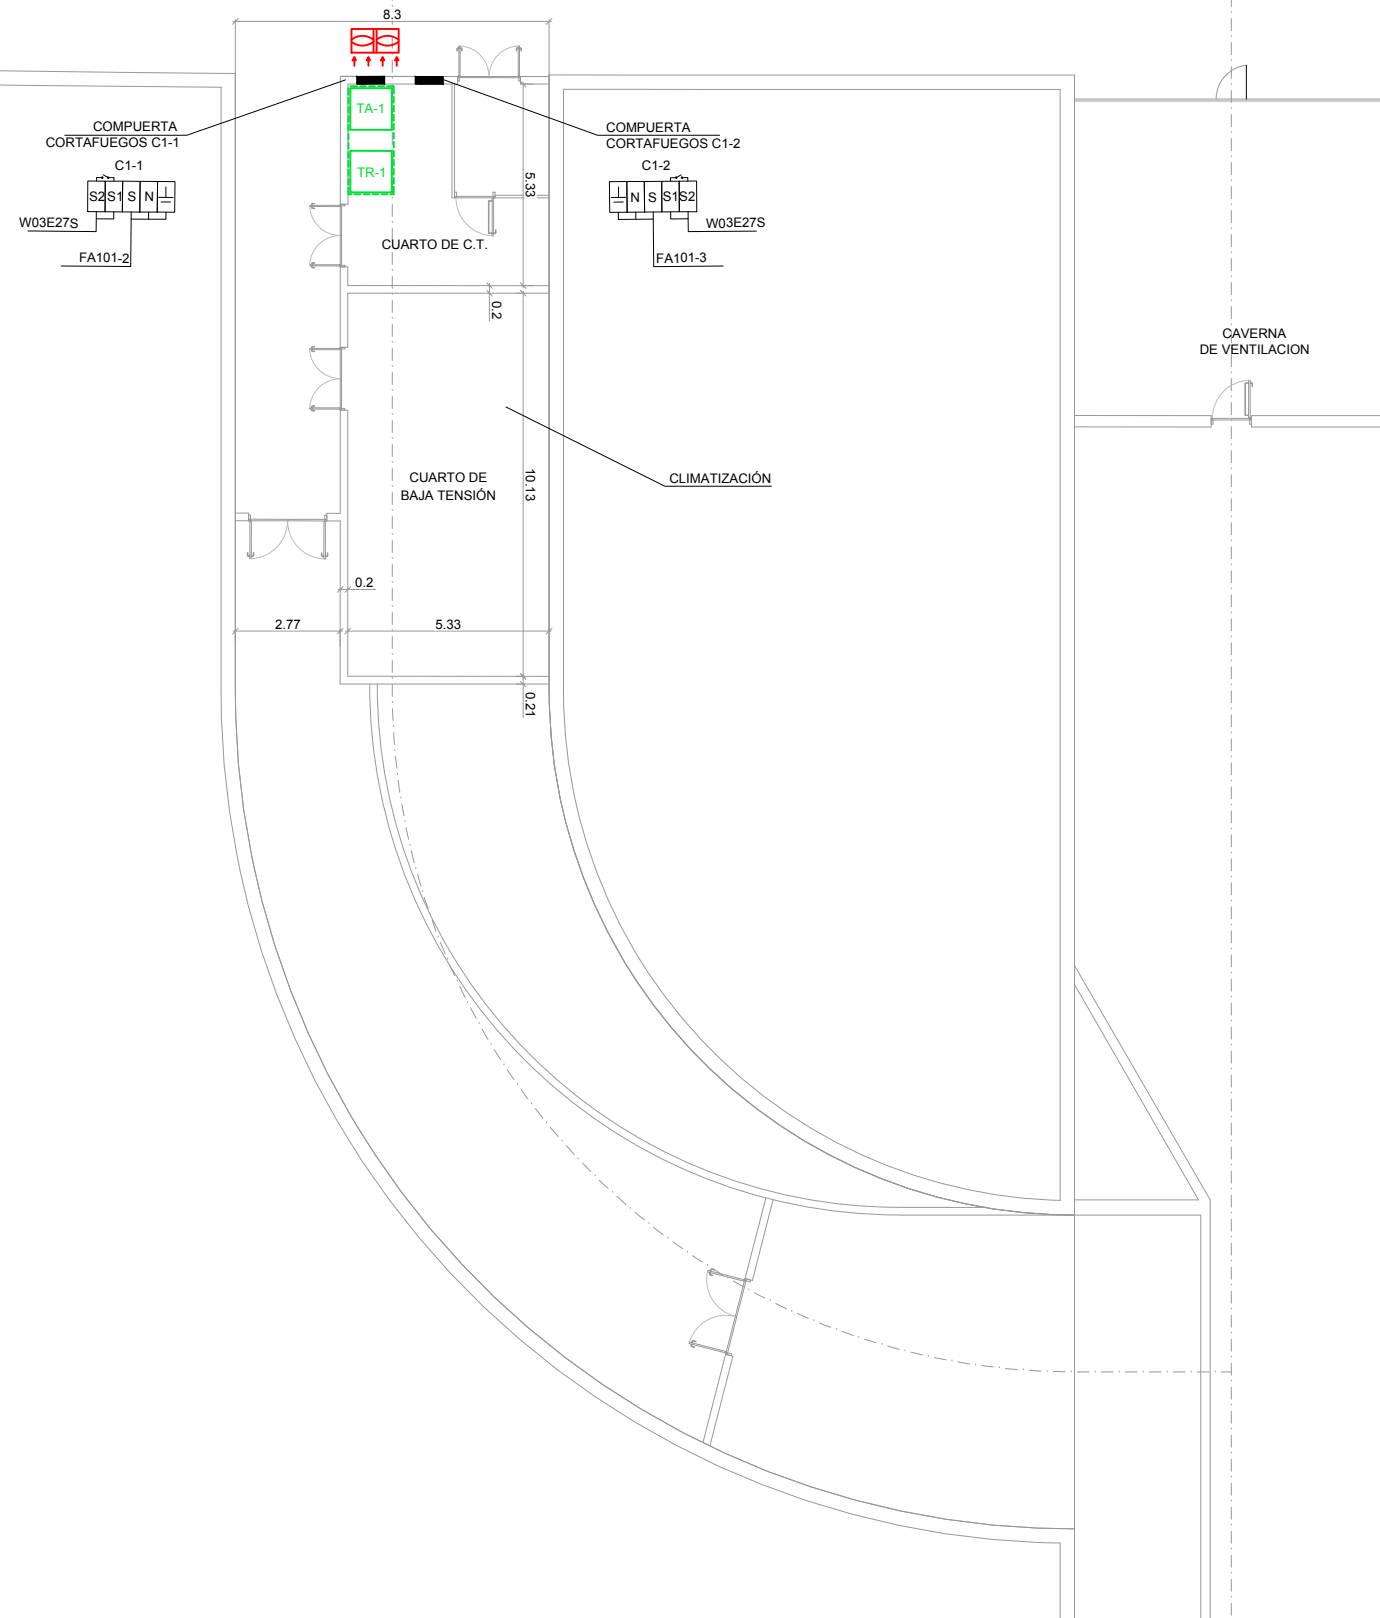 8.3
TA-1
TR-1
COMPUERTA
CORTAFUEGOS C1-1
C1-1
S2 S1 S N
W03E27S
FA101-2
COMPUERTA
CORTAFUEGOS C1-2
C1-2
N S S1 S2
W03E27S
FA101-3
5.33
CUARTO DE C.T.
0.2
CAVERNA
DE VENTILACION
CUARTO DE
BAJA TENSIÓN
10.13
CLIMATIZACIÓN
0.2
2.77
5.33
0.21